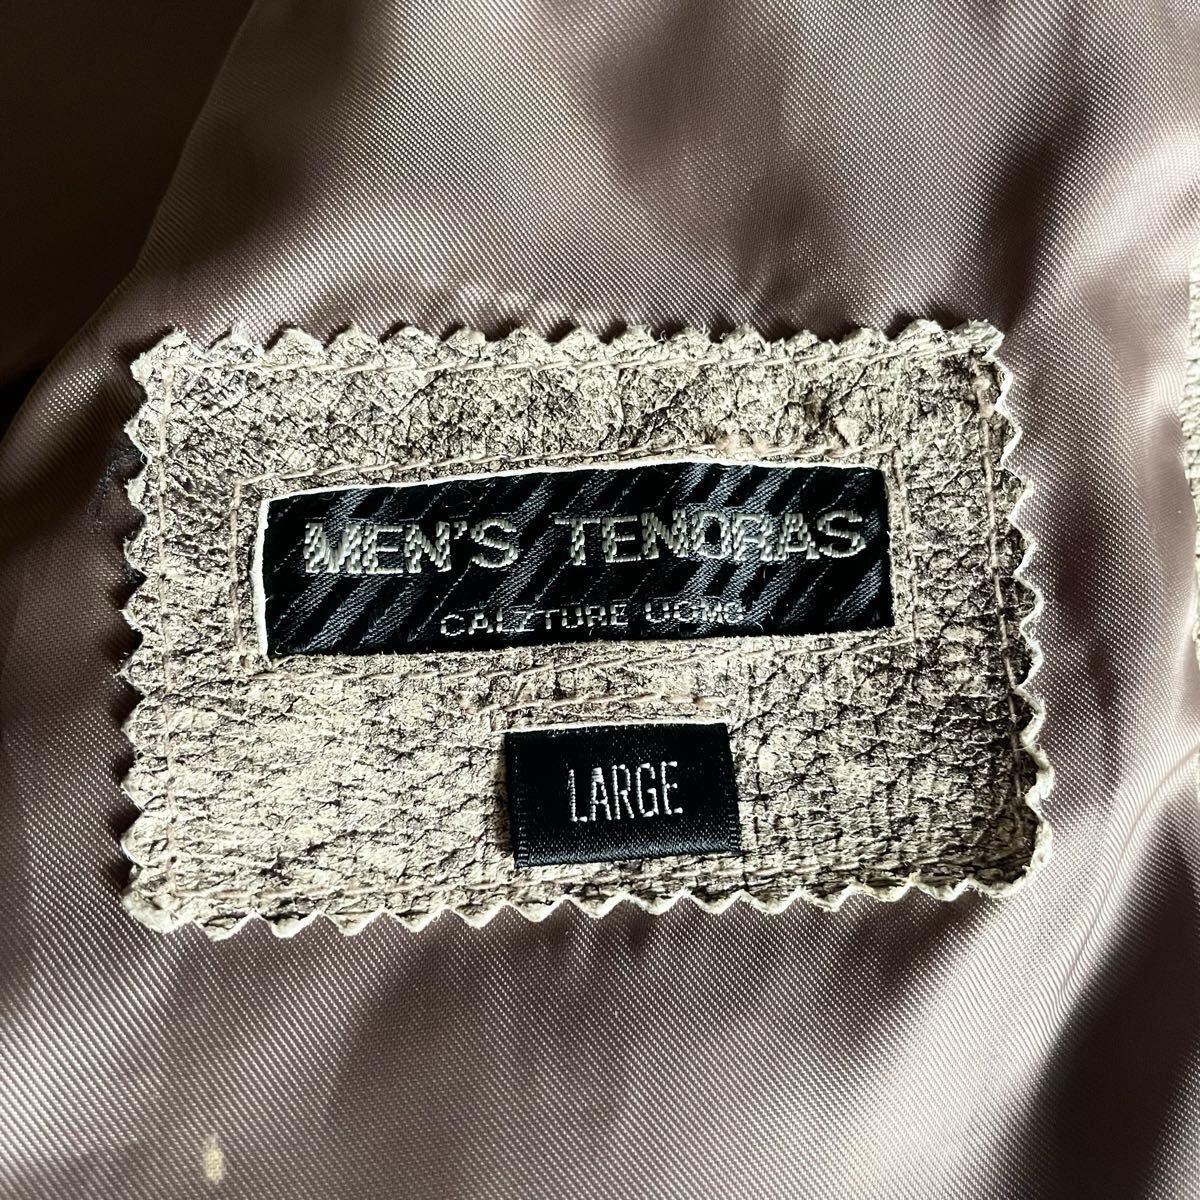 MEN'S TENORAS
CALZTURE UOMO
LARGE